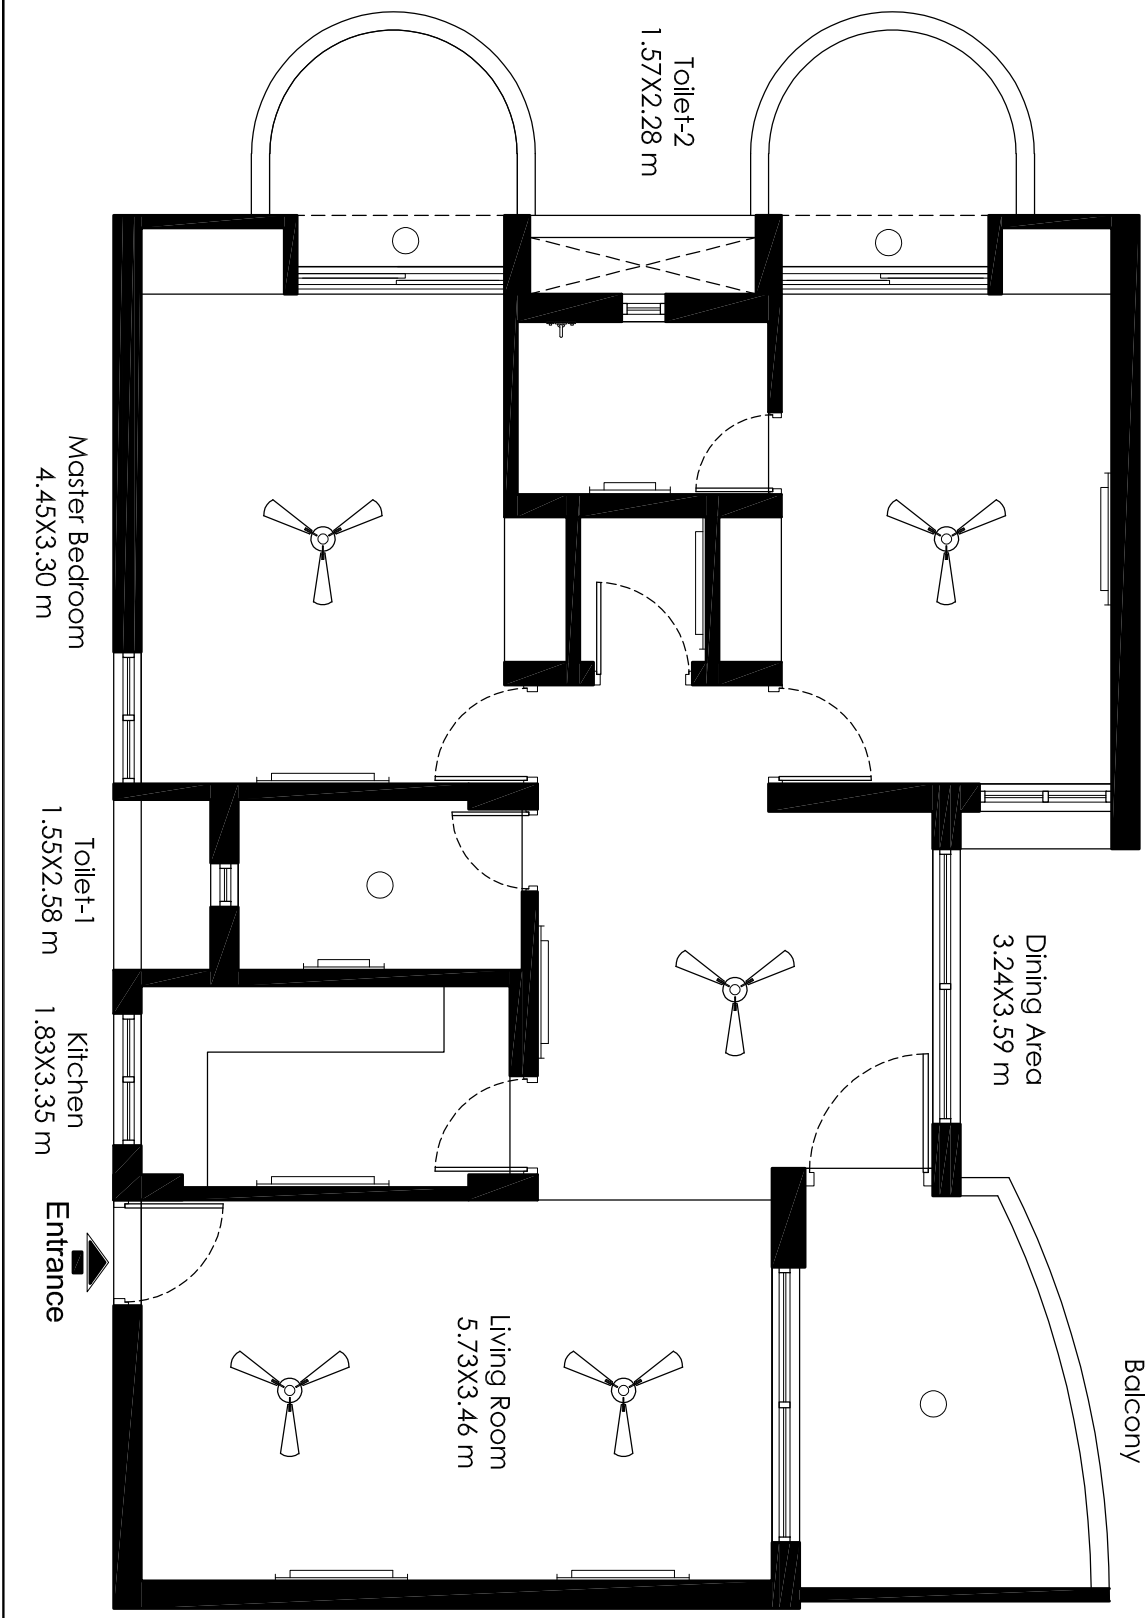 Toilet-2
1.57X2.28 m
Master Bedroom
4.45X3.30 m
Toilet-1
1.55X2.58 m
Dining Area
3.24X3.59 m
Kitchen
1.83X3.35 m
Entrance
Living Room
5.73X3.46 m
Balcony